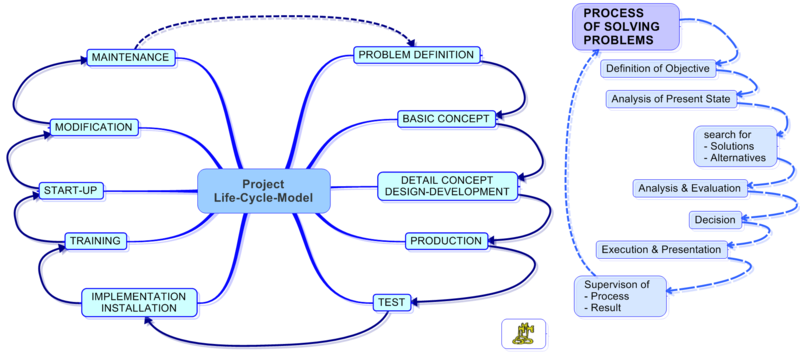 Project
Life-Cycle-Model
PROBLEM DEFINITION
BASIC CONCEPT
DETAIL CONCEPT
DESIGN-DEVELOPMENT
PRODUCTION
TEST
IMPLEMENTATION
INSTALLATION
TRAINING
START-UP
MODIFICATION
MAINTENANCE
PROCESS
OF SOLVING
PROBLEMS
Definition of Objective
Analysis of Present State
search for
- Solutions
- Alternatives
Analysis & Evaluation
Decision
Execution & Presentation
Supervison of
- Process
- Result